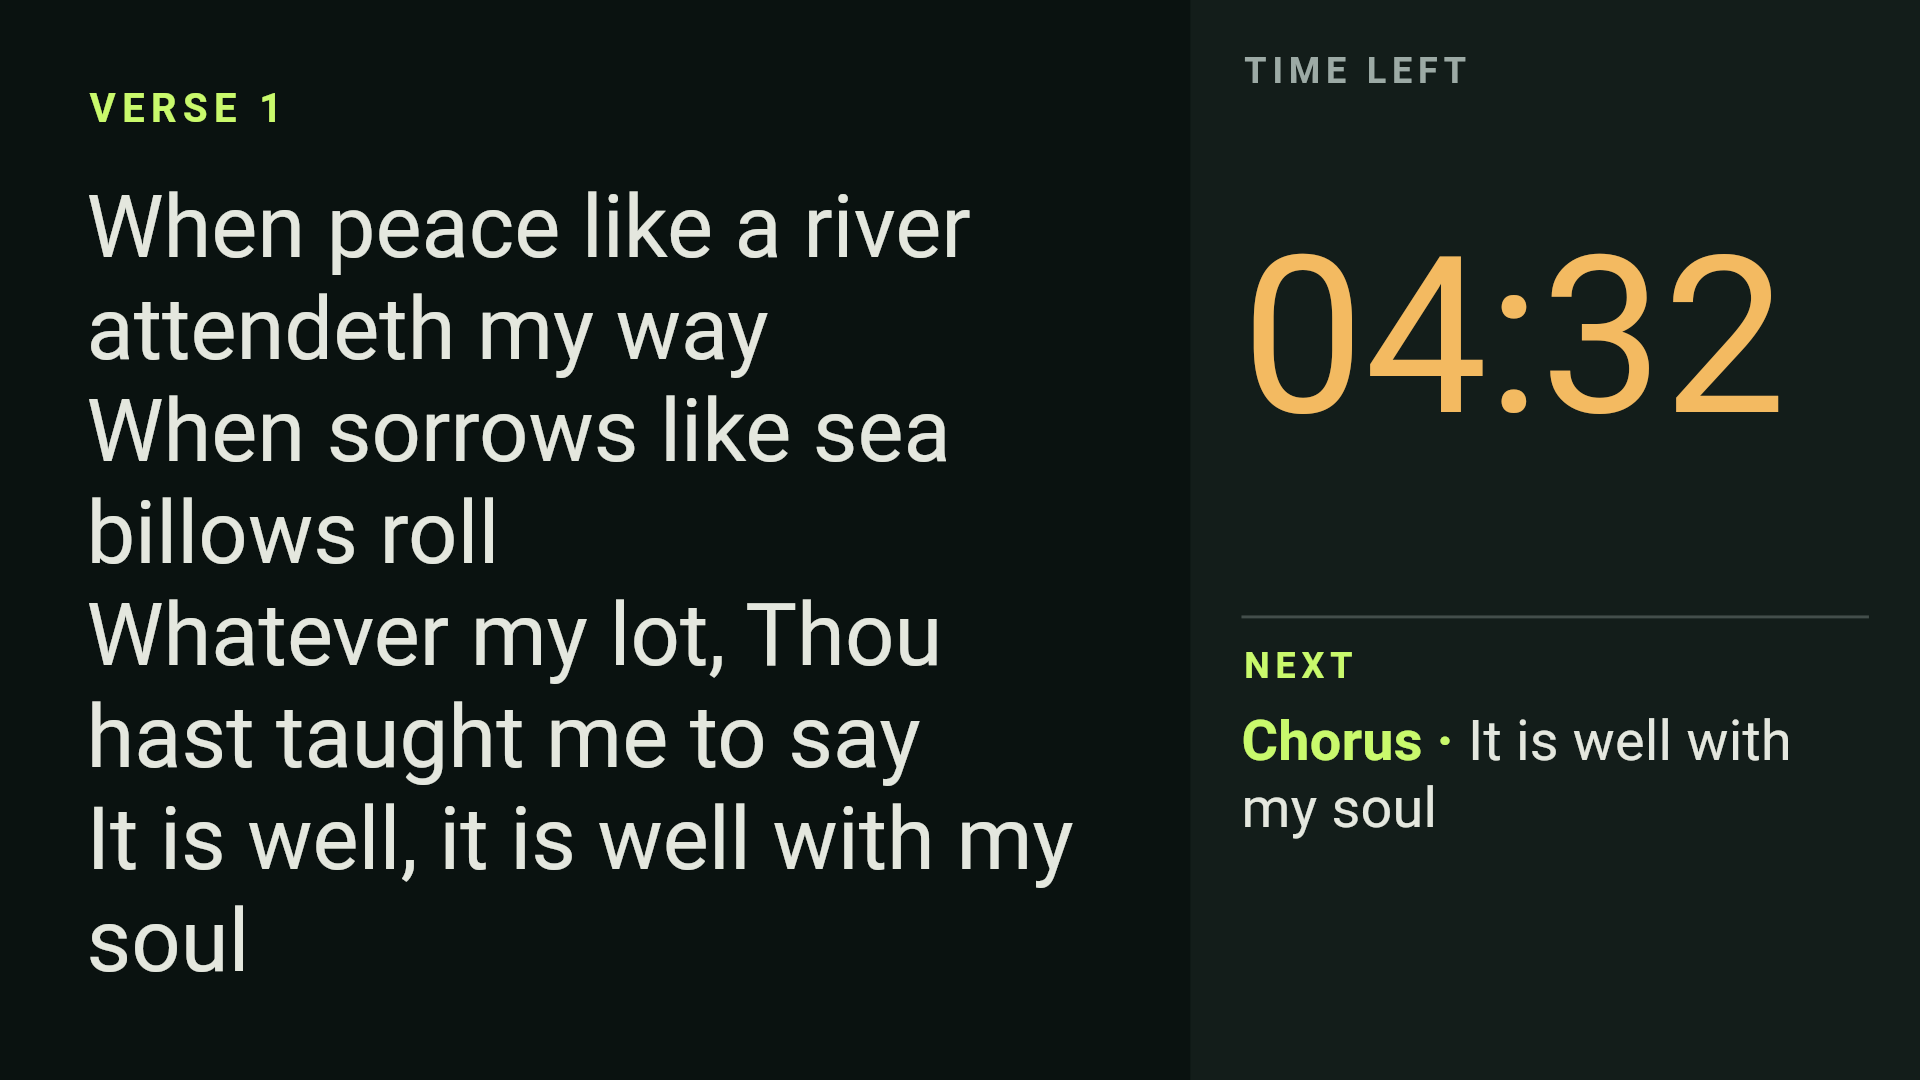 VERSE 1
When peace like a river
attendeth my way
When sorrows like sea
billows roll
Whatever my lot, Thou
hast taught me to say
It is well, it is well with my
soul
TIME LEFT
04:32
NEXT
Chorus · It is well with
my soul